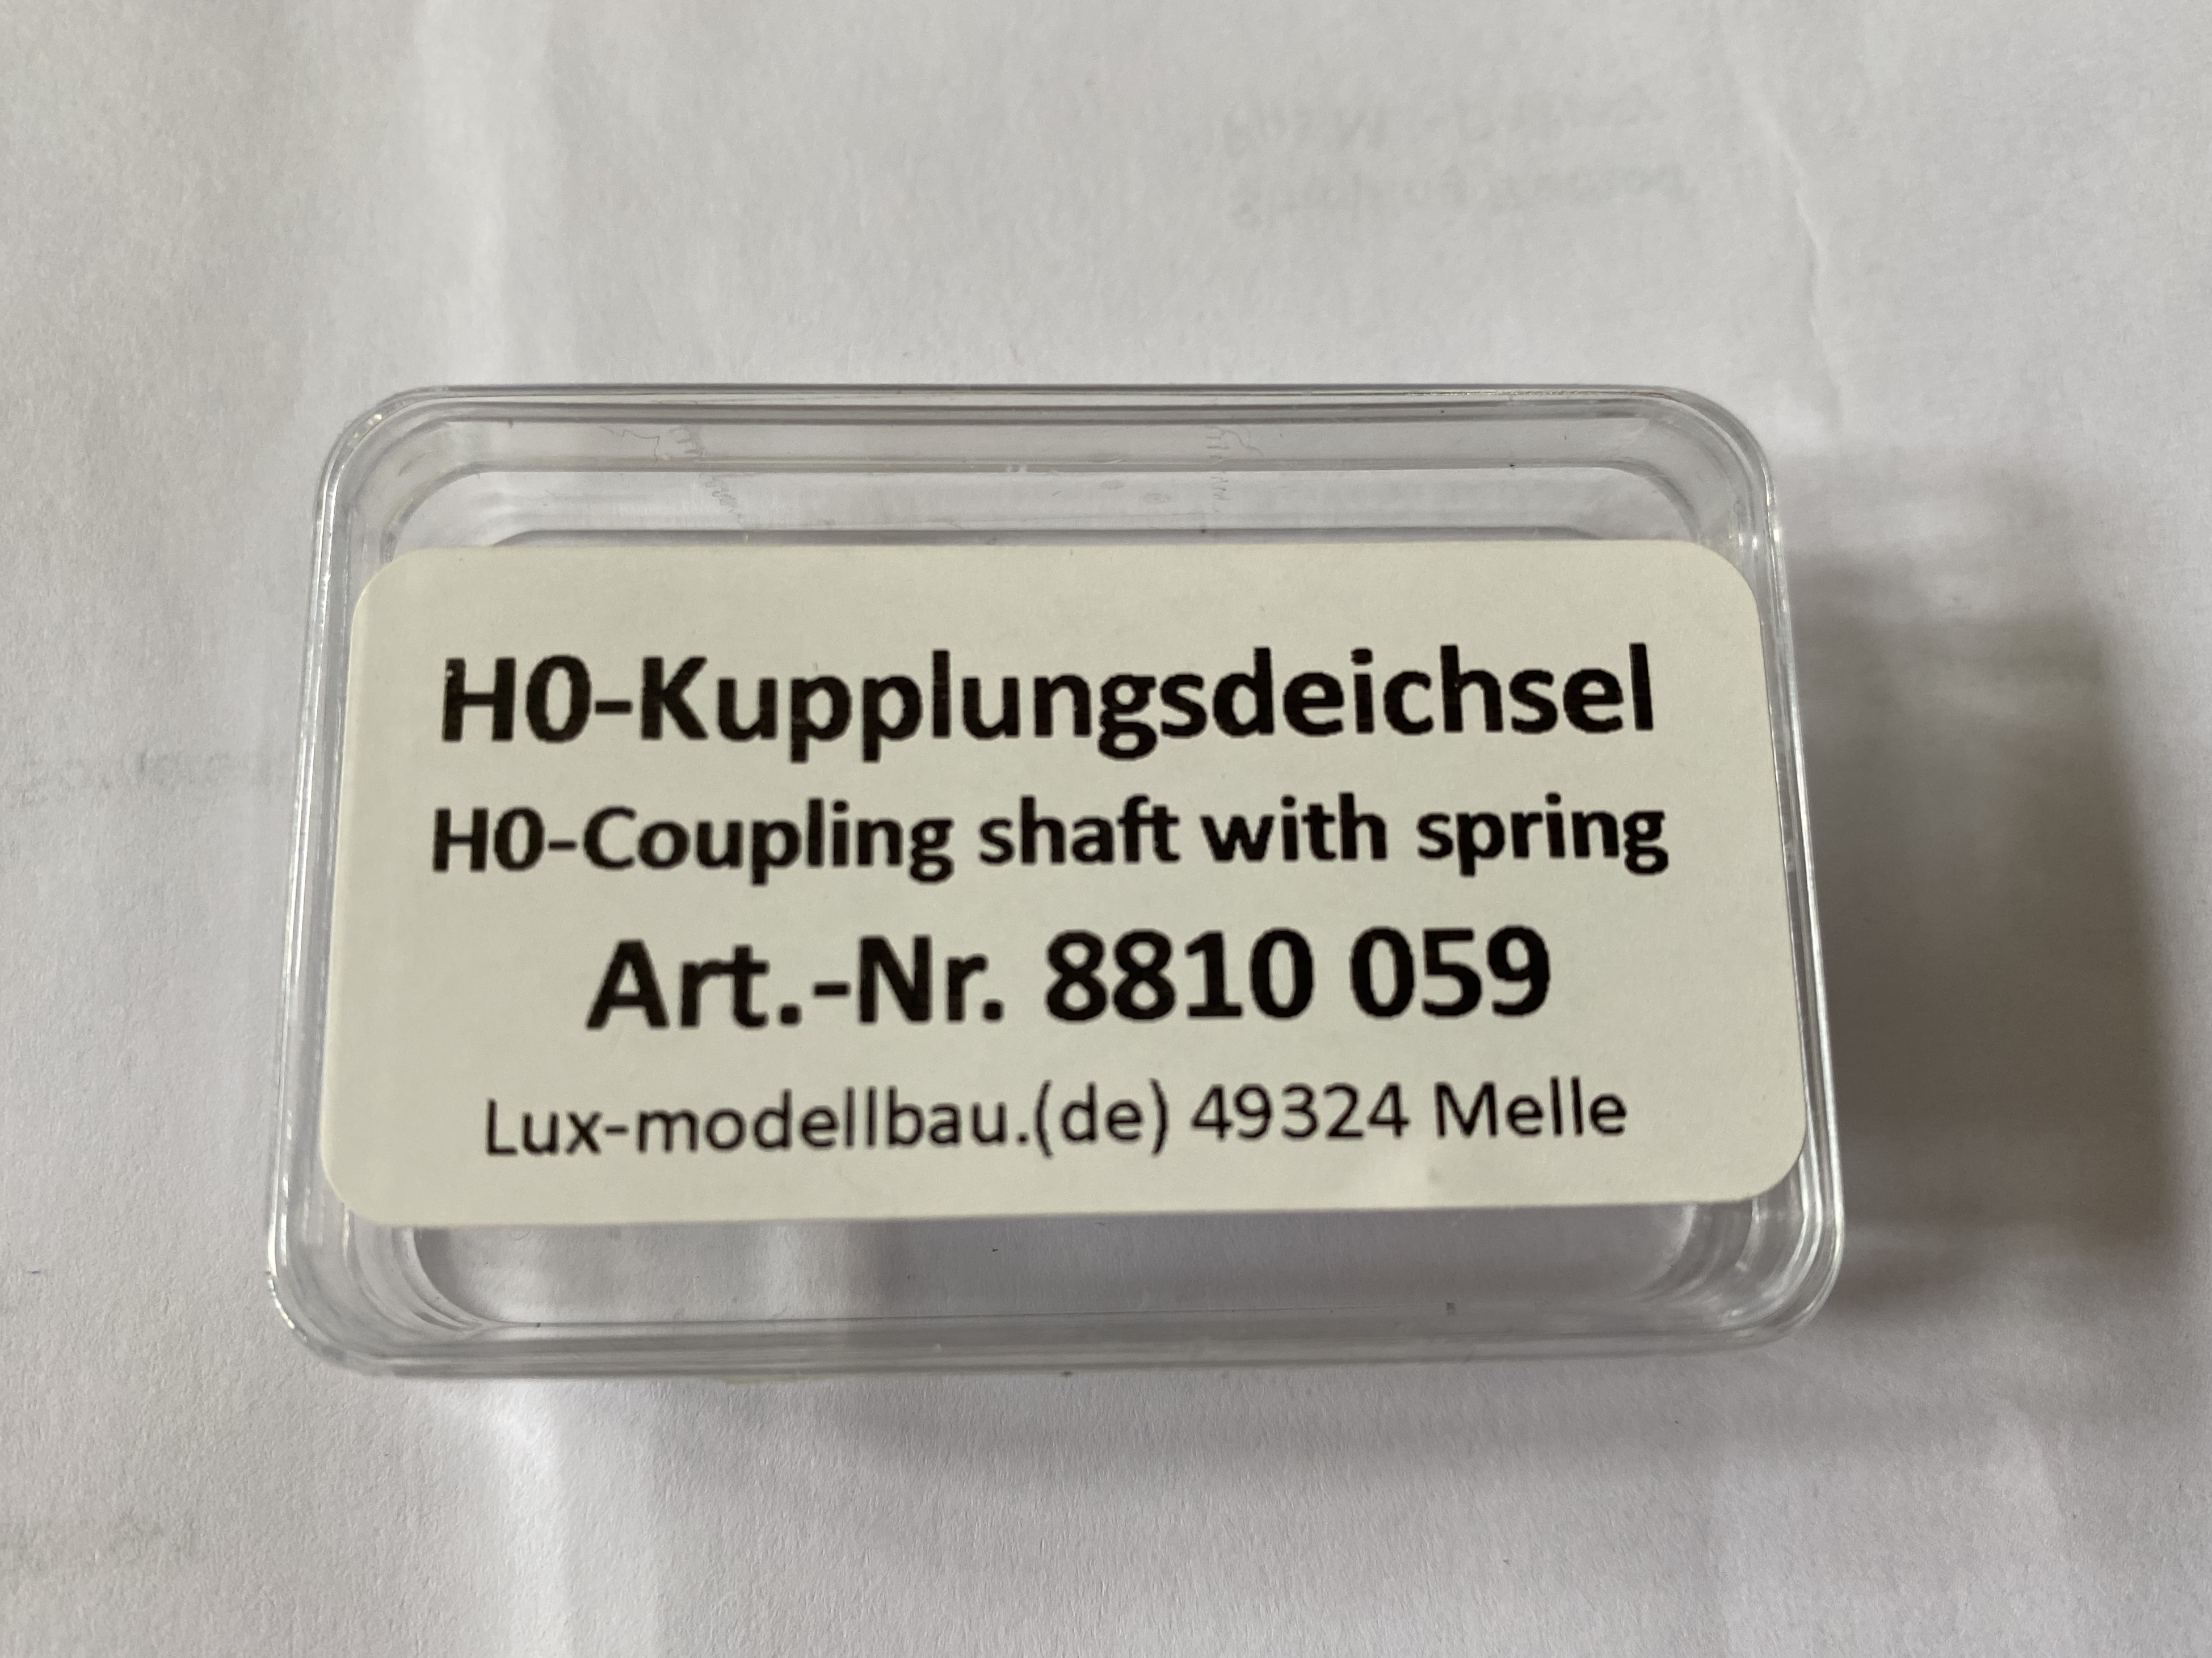 H0-Kupplungsdeichsel
H0-Coupling shaft with spring
Art.-Nr. 8810 059
Lux-modellbau.(de) 49324 Melle